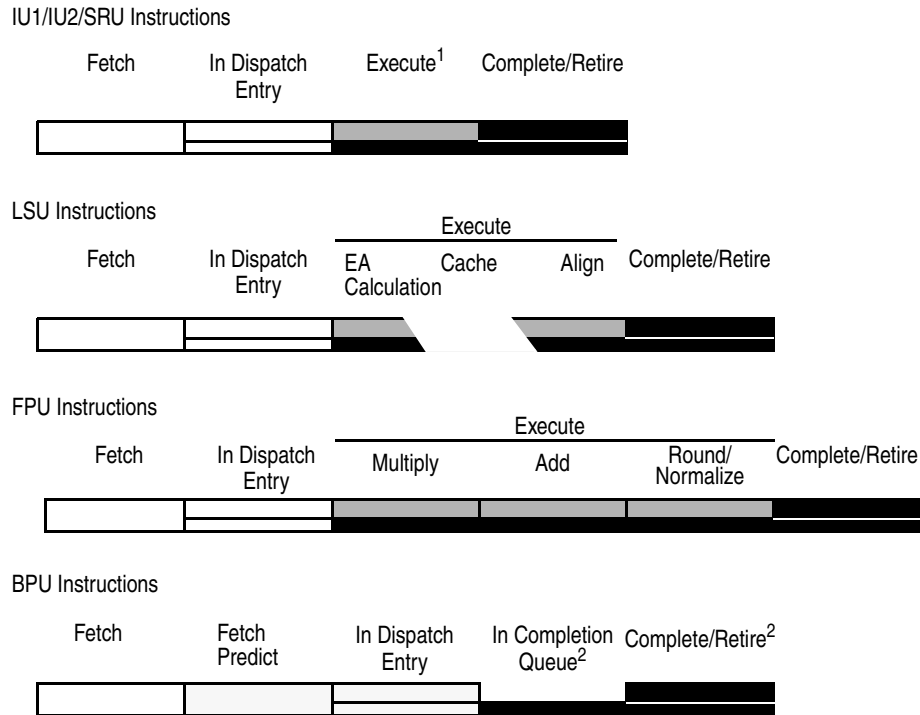 IU1/IU2/SRU Instructions
Fetch
In Dispatch
Entry
Execute1
Complete/Retire
LSU Instructions
Execute
Fetch
In Dispatch
Entry
EA
Calculation
Cache
Align
Complete/Retire
FPU Instructions
Execute
Fetch
In Dispatch
Entry
Multiply
Add
Round/
Normalize
Complete/Retire
BPU Instructions
Fetch
Fetch
Predict
In Dispatch
Entry
In Completion
Queue2
Complete/Retire2